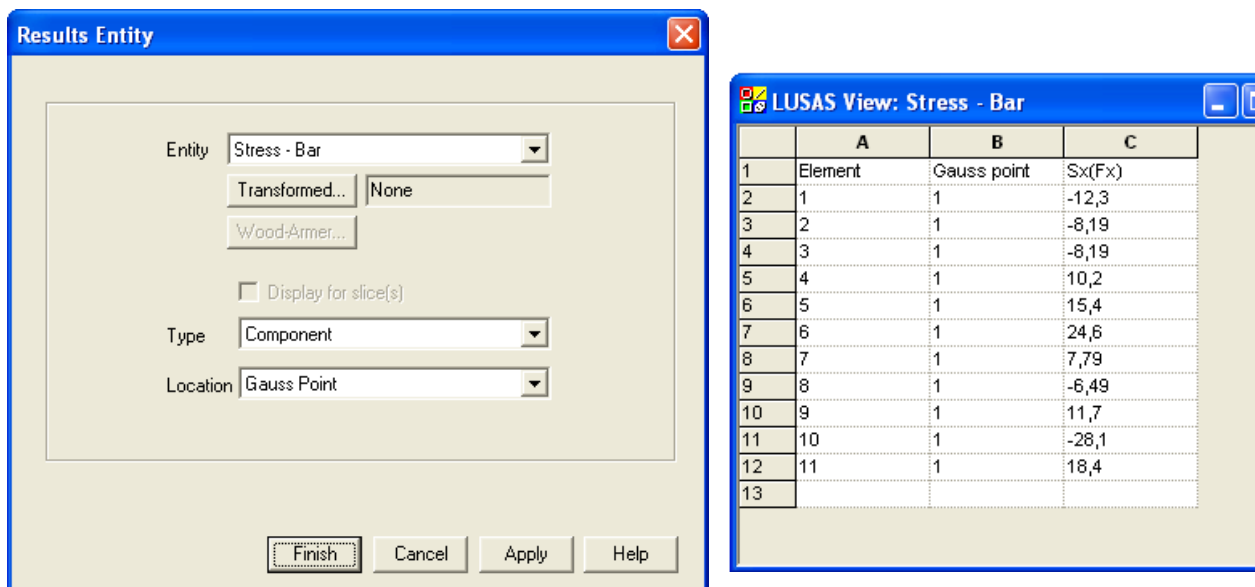 Results Entity
Entity Stress - Bar
Transformed... None
Wood-Armer...
Display for slice(s)
Type Component
Location Gauss Point
Finish Cancel Apply Help
LUSAS View: Stress - Bar
A B C
1 Element Gauss point Sx(Fx)
2 1 1 -12,3
3 2 1 -8,19
4 3 1 -8,19
5 4 1 10,2
6 5 1 15,4
7 6 1 24,6
8 7 1 7,79
9 8 1 -6,49
10 9 1 11,7
11 10 1 -28,1
12 11 1 18,4
13